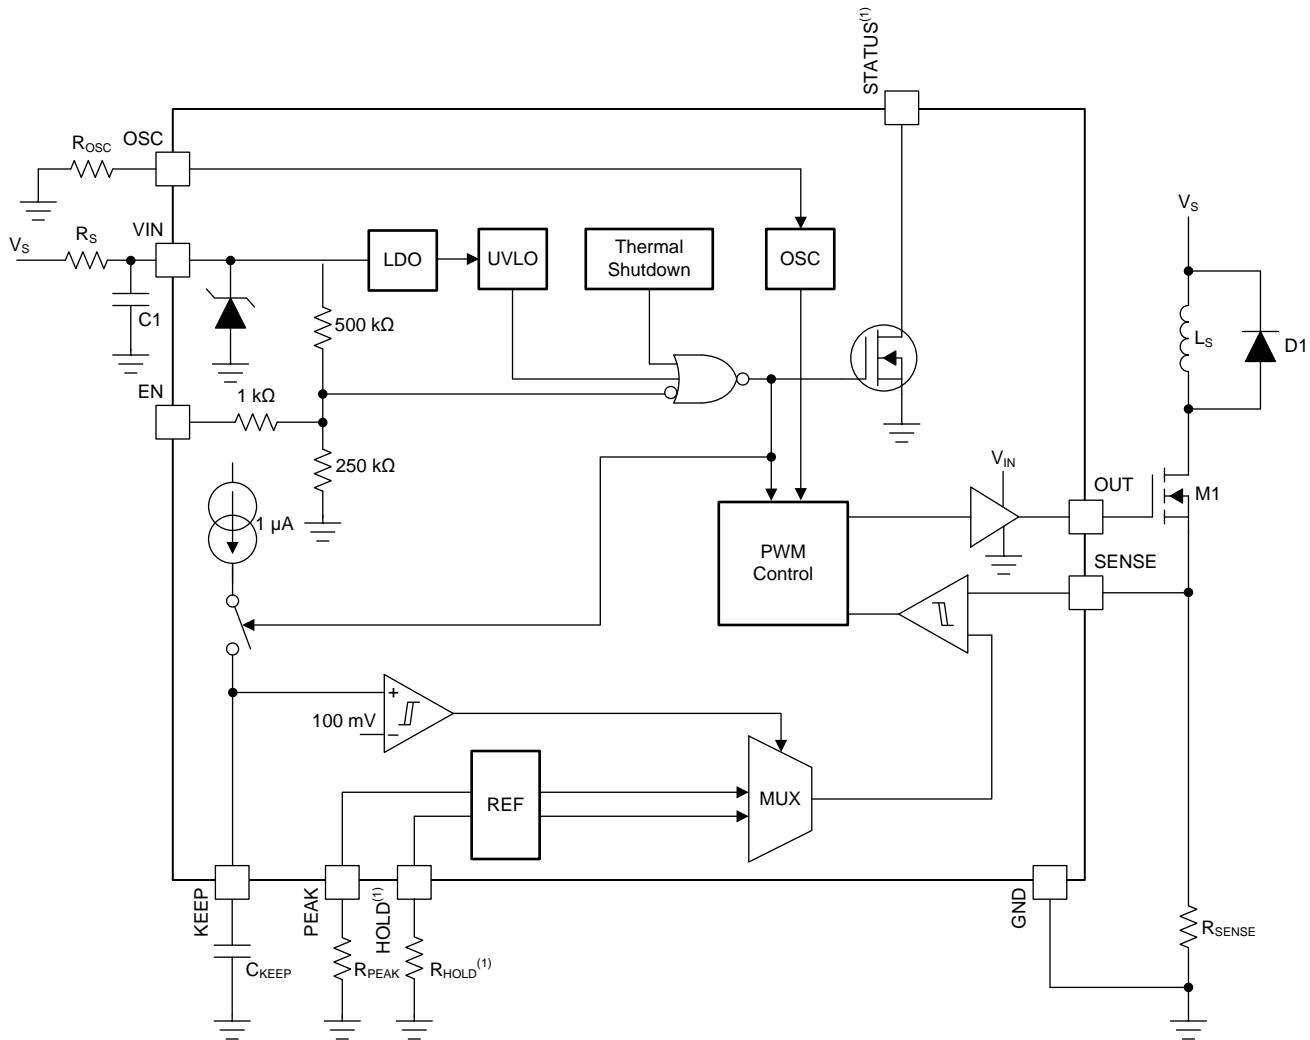 STATUS(1)
OSC
ROSC
VIN
VS
RS
C1
LDO
UVLO
Thermal
Shutdown
OSC
VS
500 kΩ
LS
D1
EN
1 kΩ
250 kΩ
VIN
OUT
M1
1 µA
PWM
Control
SENSE
+
100 mV
−
REF
MUX
KEEP
PEAK
HOLD(1)
GND
CKEEP
RPEAK
RHOLD(1)
RSENSE